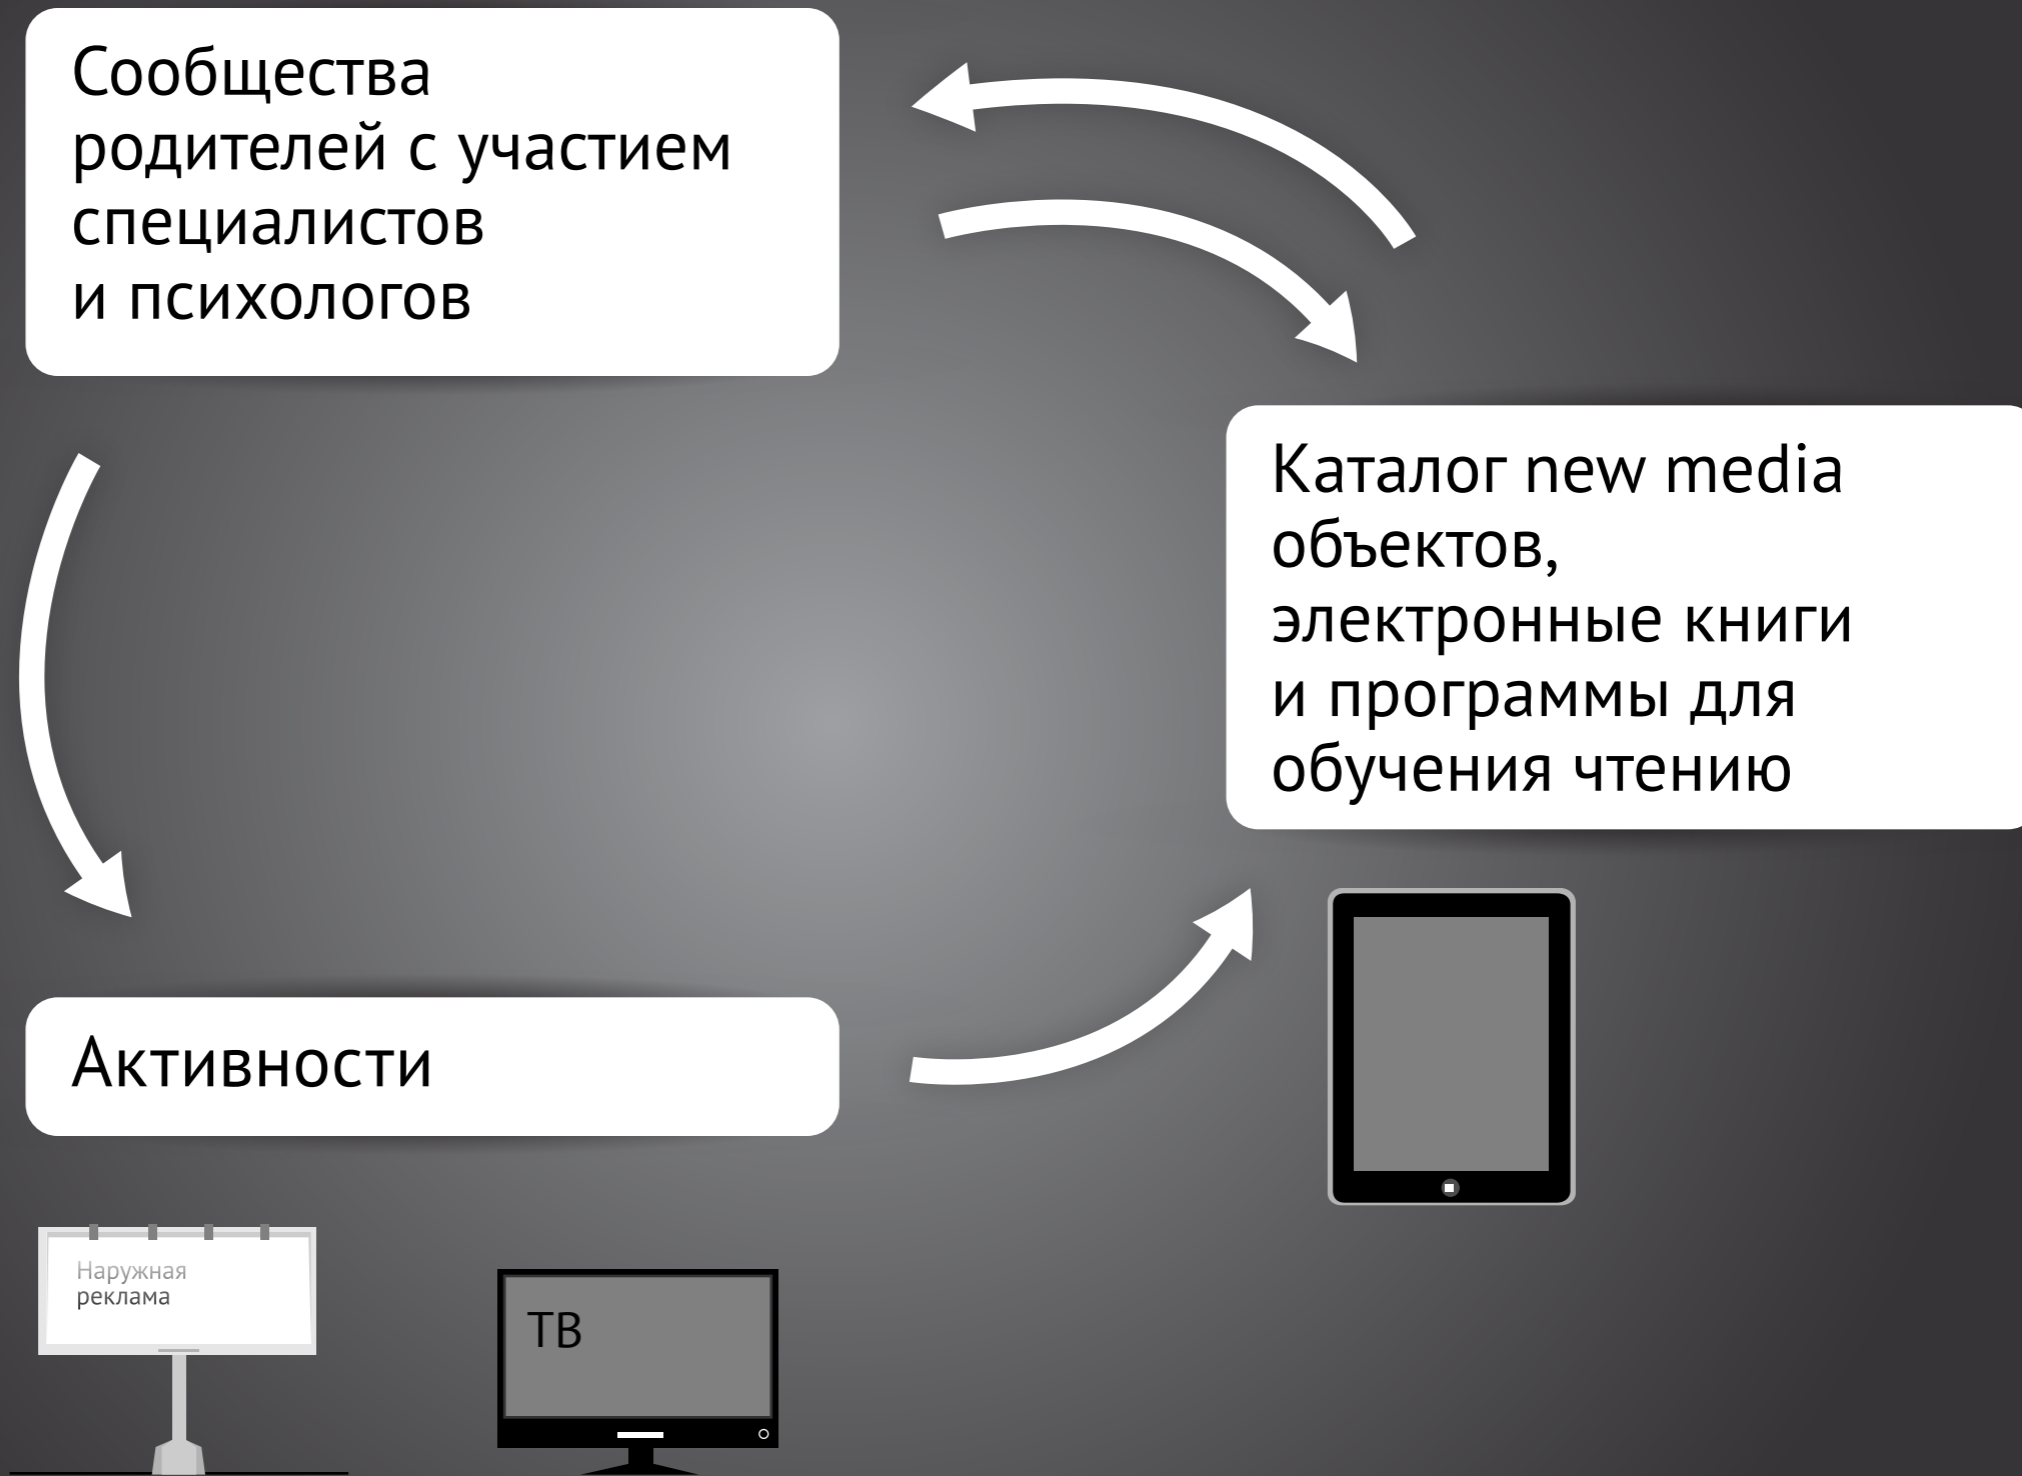 Сообщества
родителей с участием
специалистов
и психологов
Каталог new media
объектов,
электронные книги
и программы для
обучения чтению
Активности
Наружная
реклама
ТВ